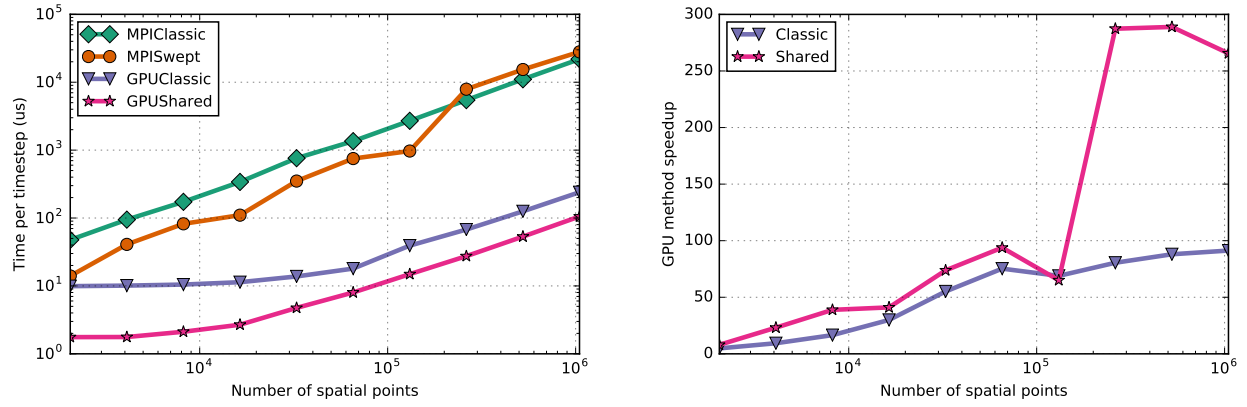 MPIClassic
MPISwept
GPUClassic
GPUShared
Time per timestep (us)
10^5
10^4
10^3
10^2
10^1
10^0
10^4
10^5
10^6
Number of spatial points
Classic
Shared
GPU method speedup
300
250
200
150
100
50
0
10^4
10^5
10^6
Number of spatial points